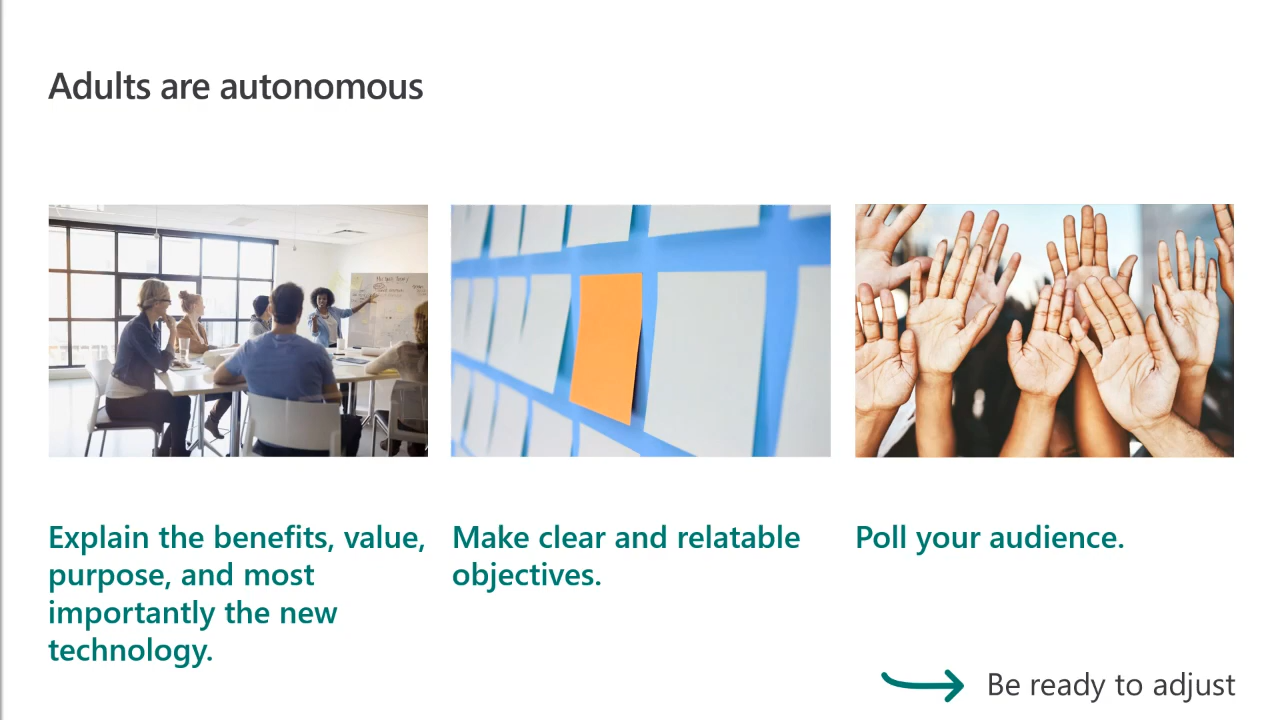 Adults are autonomous
Explain the benefits, value,
purpose, and most
importantly the new
technology.
Make clear and relatable
objectives.
Poll your audience.
Be ready to adjust